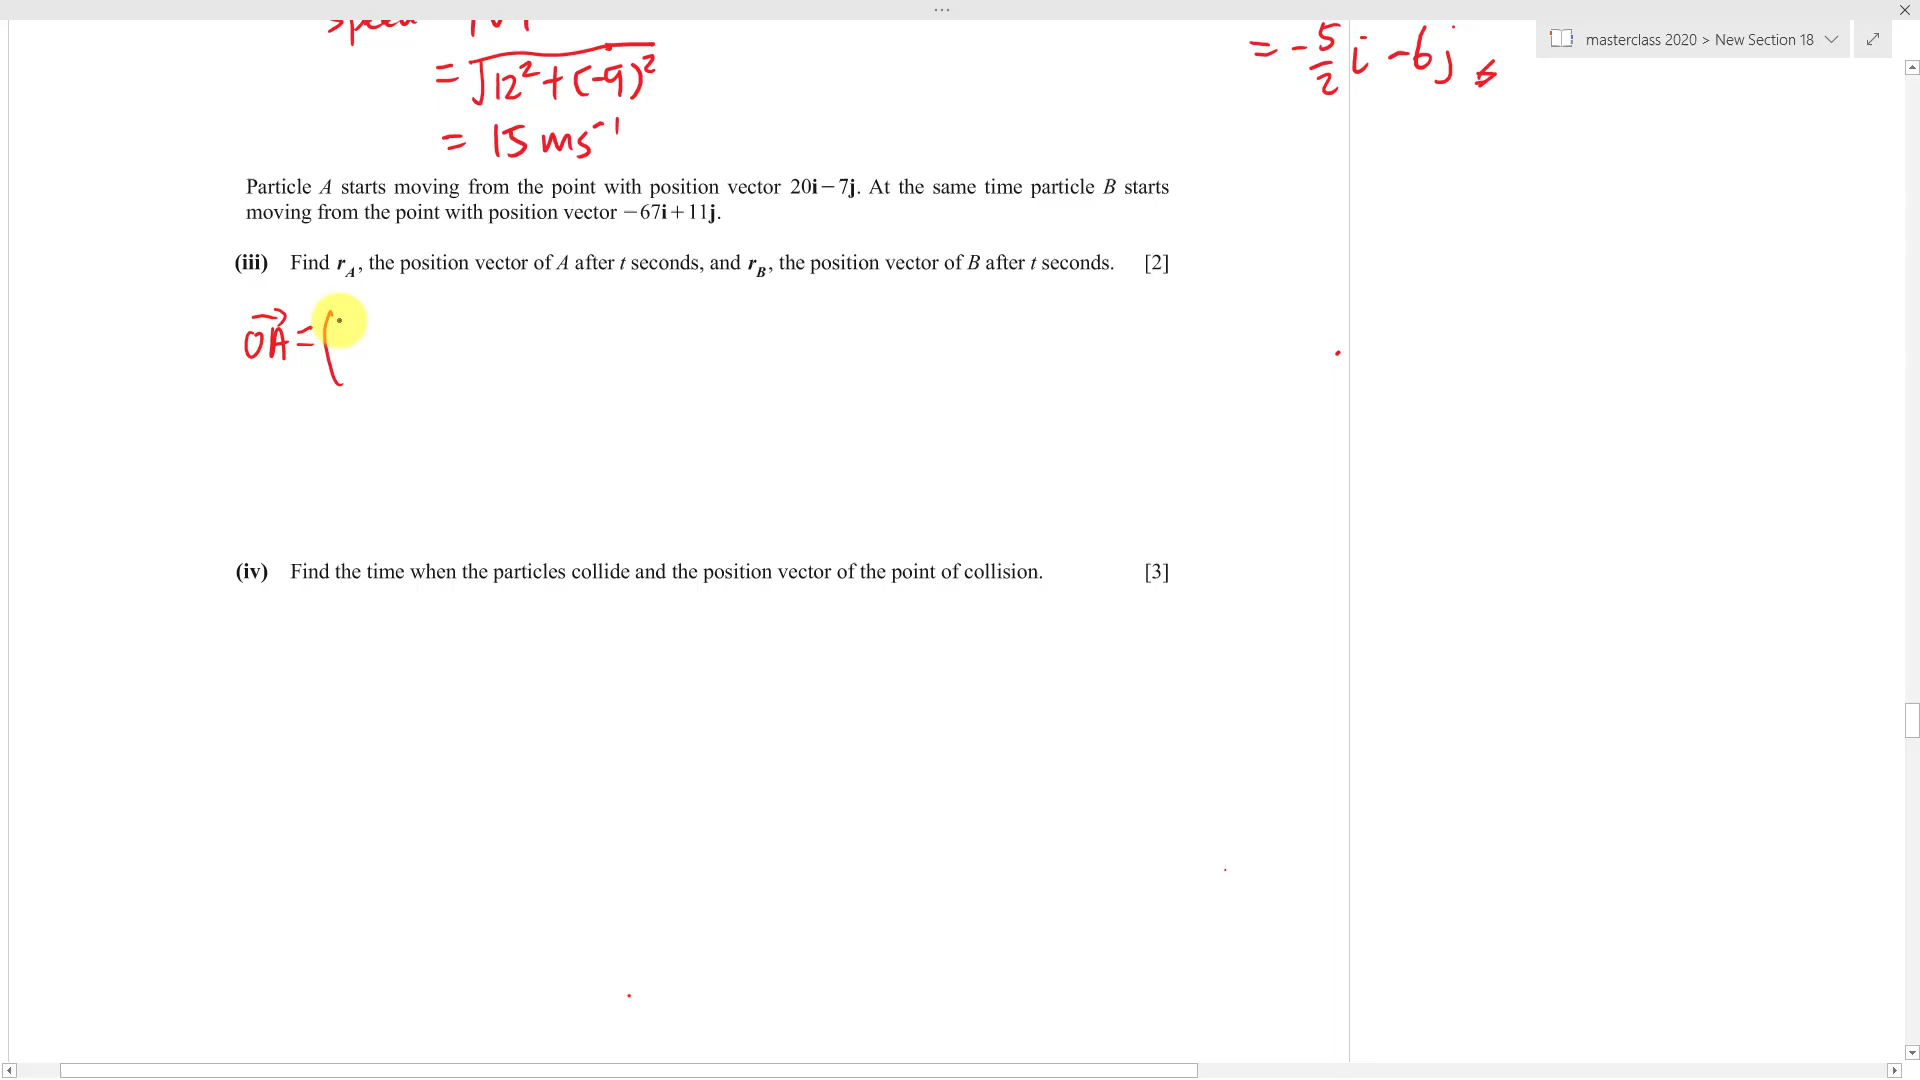 masterclass 2020 > New Section 18
= √12² + (-9)²
= 15 ms⁻¹
= -5/2 i - 6j
Particle A starts moving from the point with position vector 20i − 7j. At the same time particle B starts
moving from the point with position vector −67i + 11j.
(iii) Find r_A, the position vector of A after t seconds, and r_B, the position vector of B after t seconds. [2]
OA = (
(iv) Find the time when the particles collide and the position vector of the point of collision. [3]